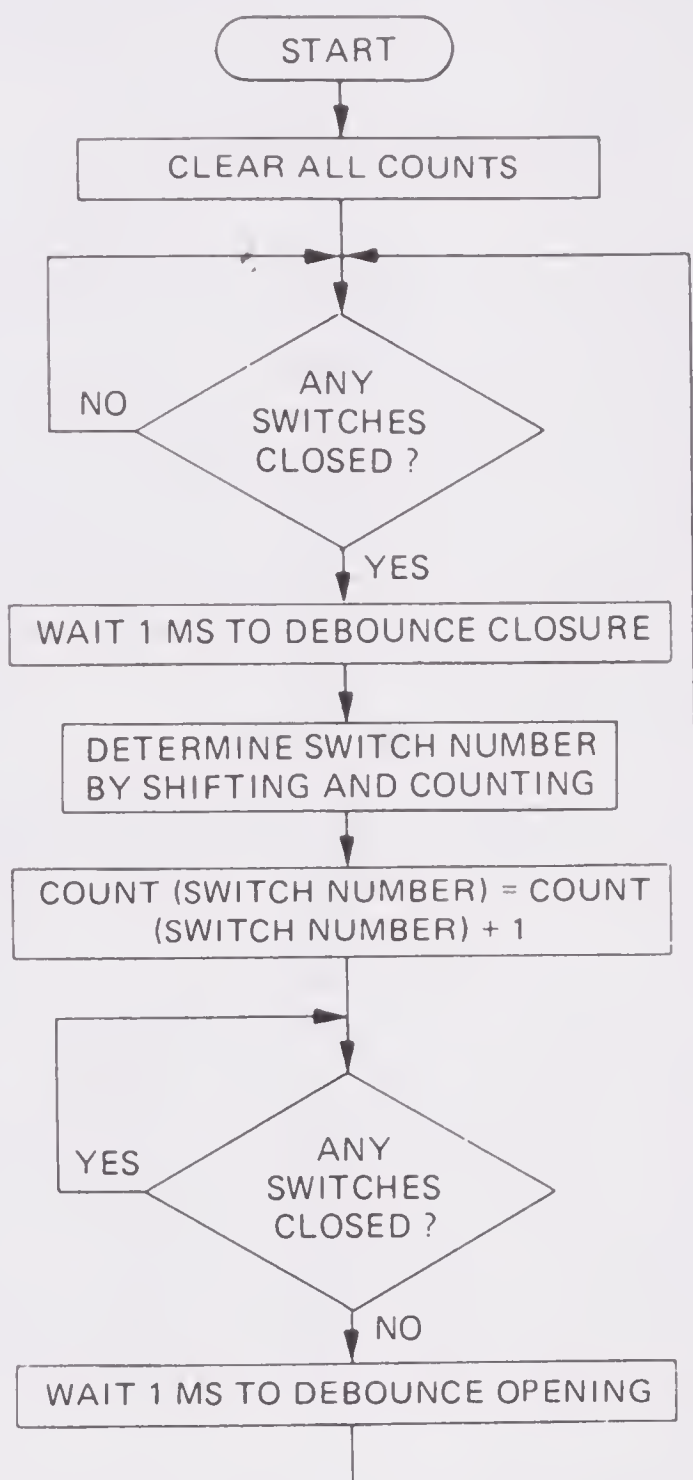 START
CLEAR ALL COUNTS
ANY
SWITCHES
CLOSED ?
NO
YES
WAIT 1 MS TO DEBOUNCE CLOSURE
DETERMINE SWITCH NUMBER
BY SHIFTING AND COUNTING
COUNT (SWITCH NUMBER) = COUNT
(SWITCH NUMBER) + 1
ANY
SWITCHES
CLOSED ?
YES
NO
WAIT 1 MS TO DEBOUNCE OPENING